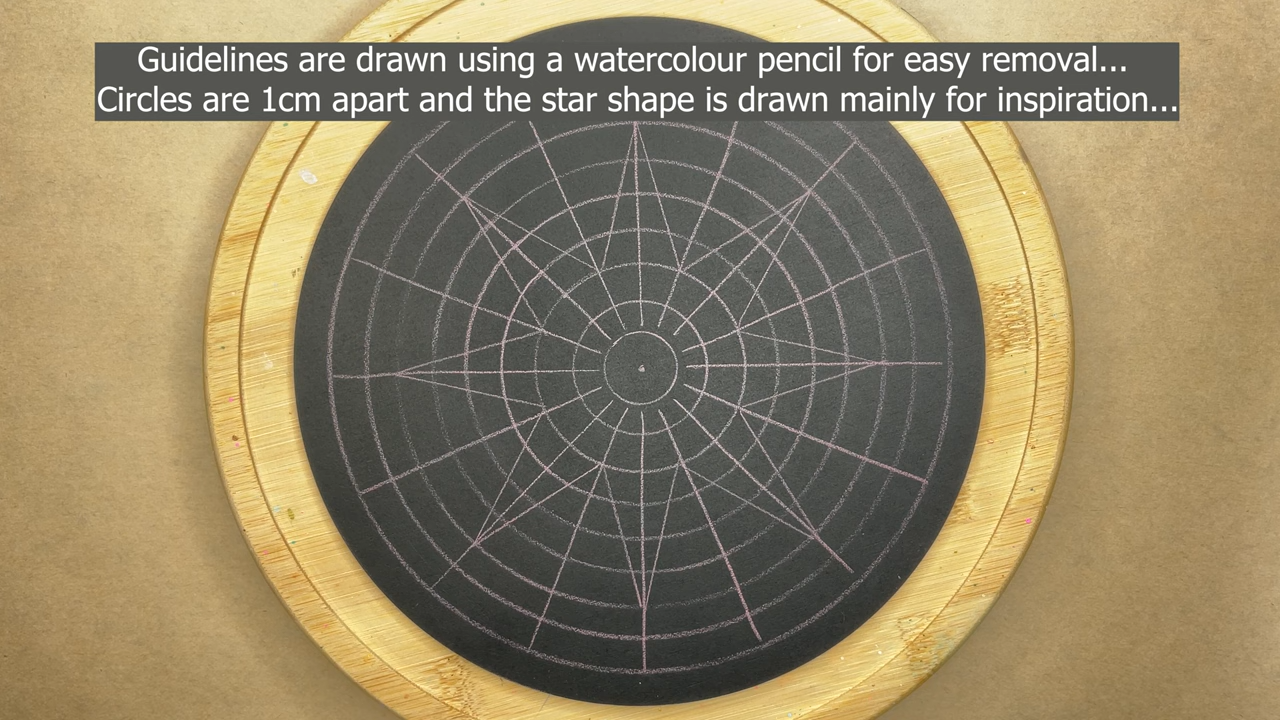 Guidelines are drawn using a watercolour pencil for easy removal...
Circles are 1cm apart and the star shape is drawn mainly for inspiration...